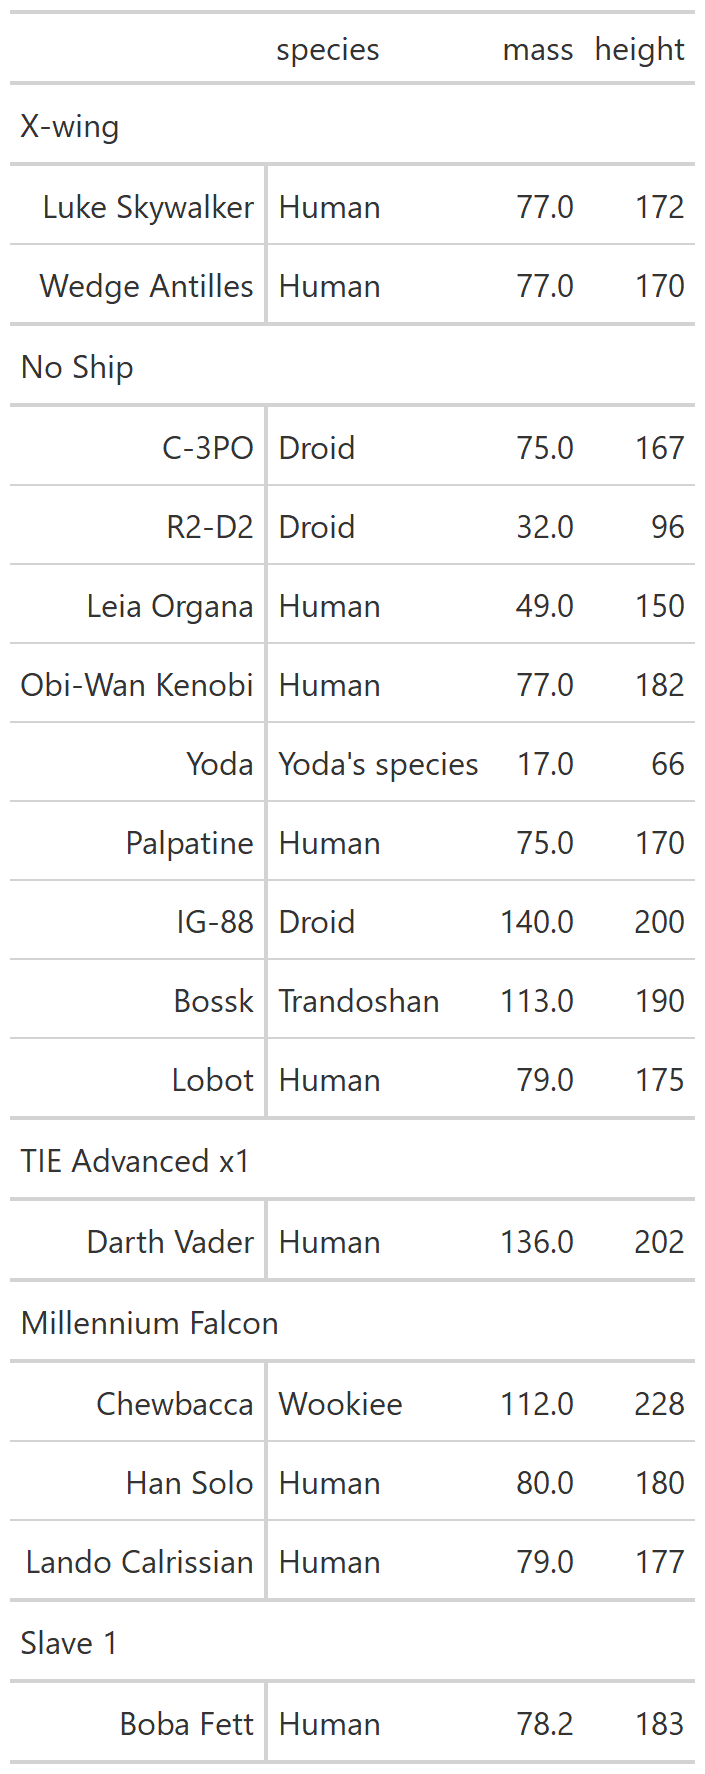 species mass height
X-wing
Luke Skywalker Human 77.0 172
Wedge Antilles Human 77.0 170
No Ship
C-3PO Droid 75.0 167
R2-D2 Droid 32.0 96
Leia Organa Human 49.0 150
Obi-Wan Kenobi Human 77.0 182
Yoda Yoda's species 17.0 66
Palpatine Human 75.0 170
IG-88 Droid 140.0 200
Bossk Trandoshan 113.0 190
Lobot Human 79.0 175
TIE Advanced x1
Darth Vader Human 136.0 202
Millennium Falcon
Chewbacca Wookiee 112.0 228
Han Solo Human 80.0 180
Lando Calrissian Human 79.0 177
Slave 1
Boba Fett Human 78.2 183